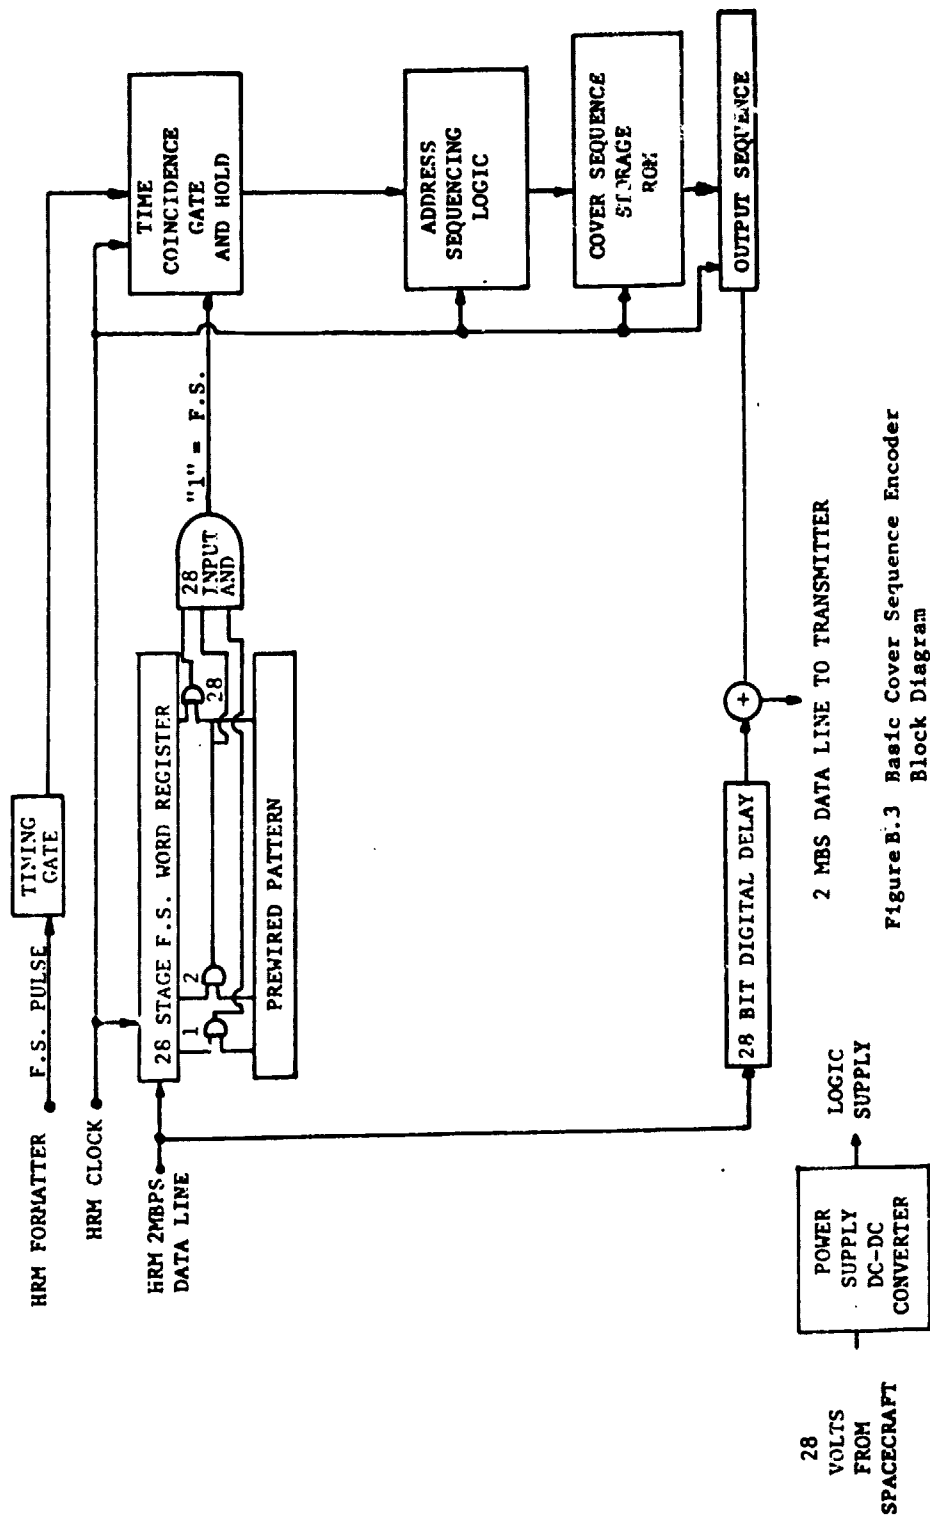 HRM FORMATTER
F.S. PULSE
TIMING
GATE
HRM CLOCK
HRM 2MBPS
DATA LINE
28 STAGE F.S. WORD REGISTER
1
2
28
PREWIRED PATTERN
28
INPUT
AND
"1" = F.S.
TIME
COINCIDENCE
GATE
AND HOLD
ADDRESS
SEQUENCING
LOGIC
COVER SEQUENCE
STORAGE
ROM
OUTPUT SEQUENCE
28 BIT DIGITAL DELAY
+
2 MBS DATA LINE TO TRANSMITTER
28
VOLTS
FROM
SPACECRAFT
POWER
SUPPLY
DC-DC
CONVERTER
LOGIC
SUPPLY
Figure B.3 Basic Cover Sequence Encoder
Block Diagram